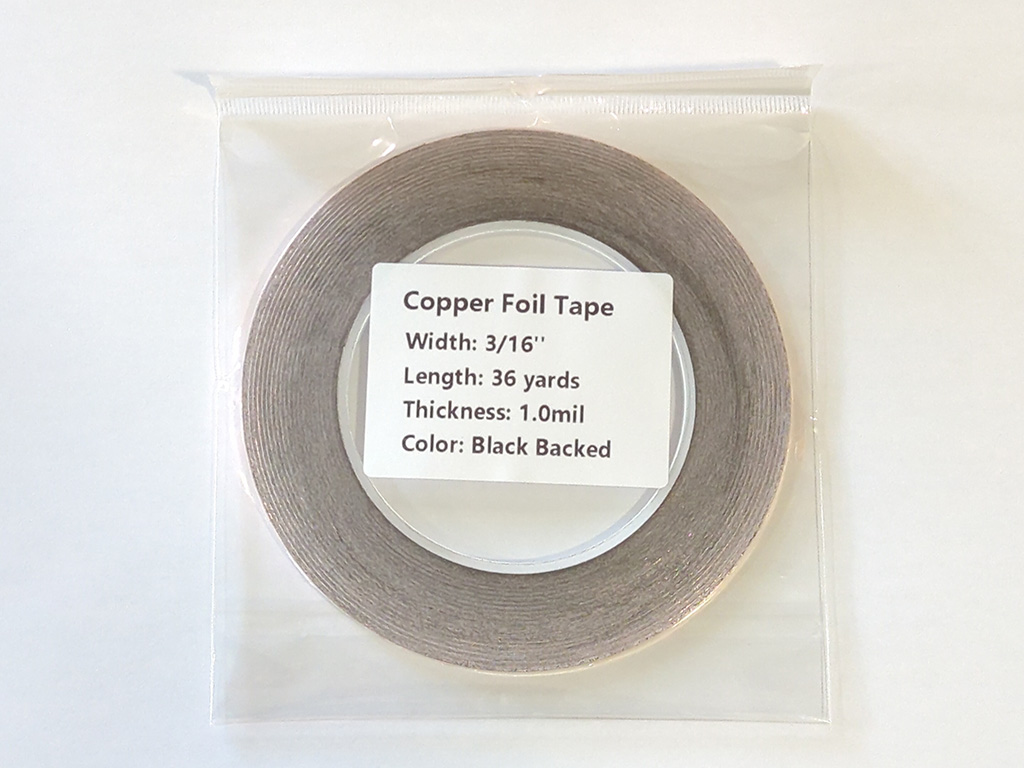 Copper Foil Tape
Width: 3/16''
Length: 36 yards
Thickness: 1.0mil
Color: Black Backed